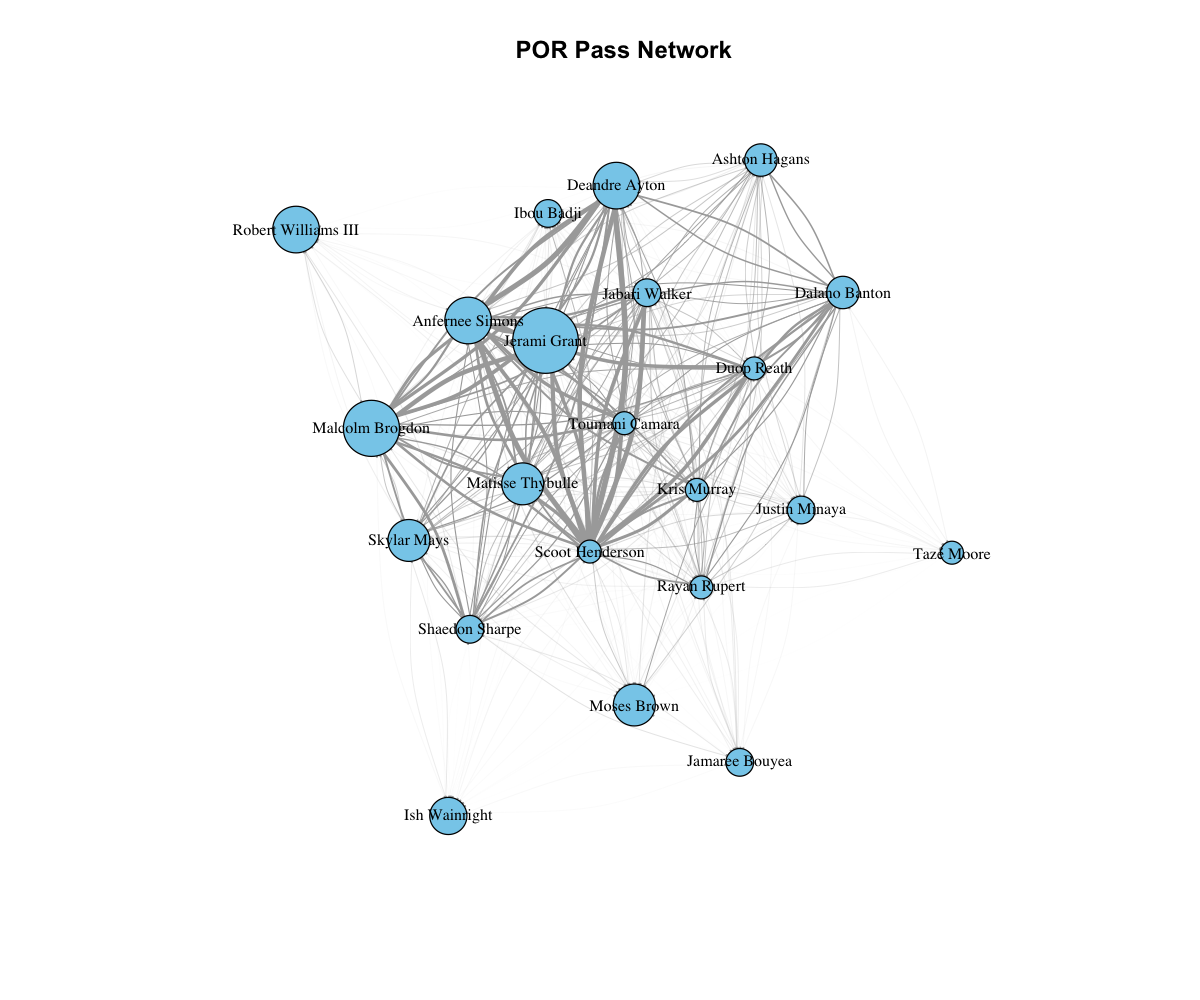 POR Pass Network
Ashton Hagans
Deandre Ayton
Ibou Badji
Robert Williams III
Jabari Walker
Dalano Banton
Anfernee Simons
Jerami Grant
Duop Reath
Toumani Camara
Malcolm Brogdon
Matisse Thybulle
Kris Murray
Justin Minaya
Skylar Mays
Scoot Henderson
Taze Moore
Rayan Rupert
Shaedon Sharpe
Moses Brown
Jamaree Bouyea
Ish Wainright